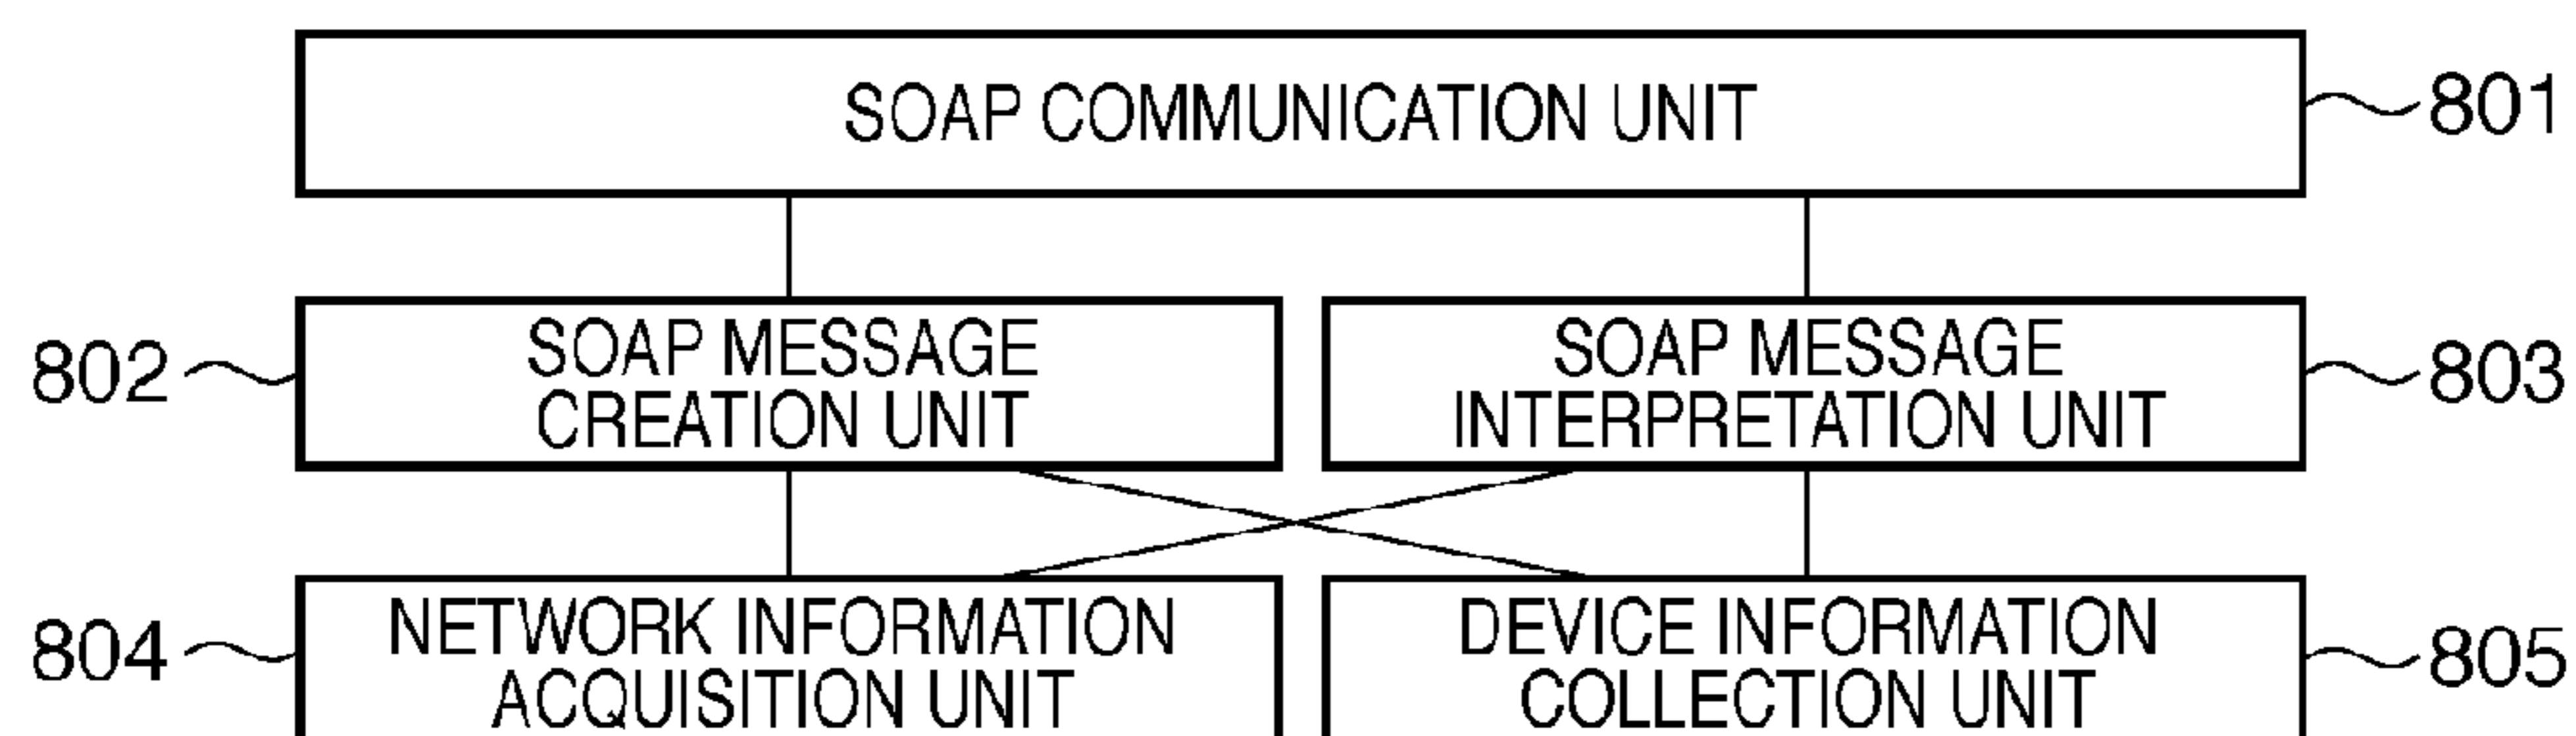 SOAP COMMUNICATION UNIT
801
802
SOAP MESSAGE
CREATION UNIT
SOAP MESSAGE
INTERPRETATION UNIT
803
804
NETWORK INFORMATION
ACQUISITION UNIT
DEVICE INFORMATION
COLLECTION UNIT
805